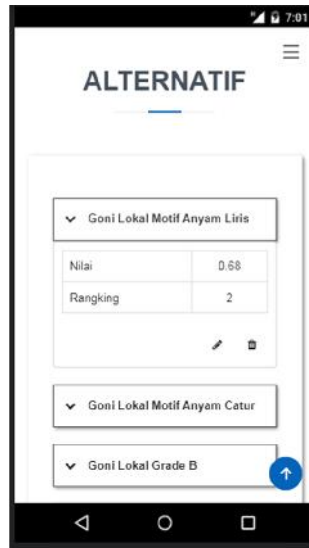 7:01
ALTERNATIF
Goni Lokal Motif Anyam Liris
Nilai 0.68
Rangking 2
Goni Lokal Motif Anyam Catur
Goni Lokal Grade B